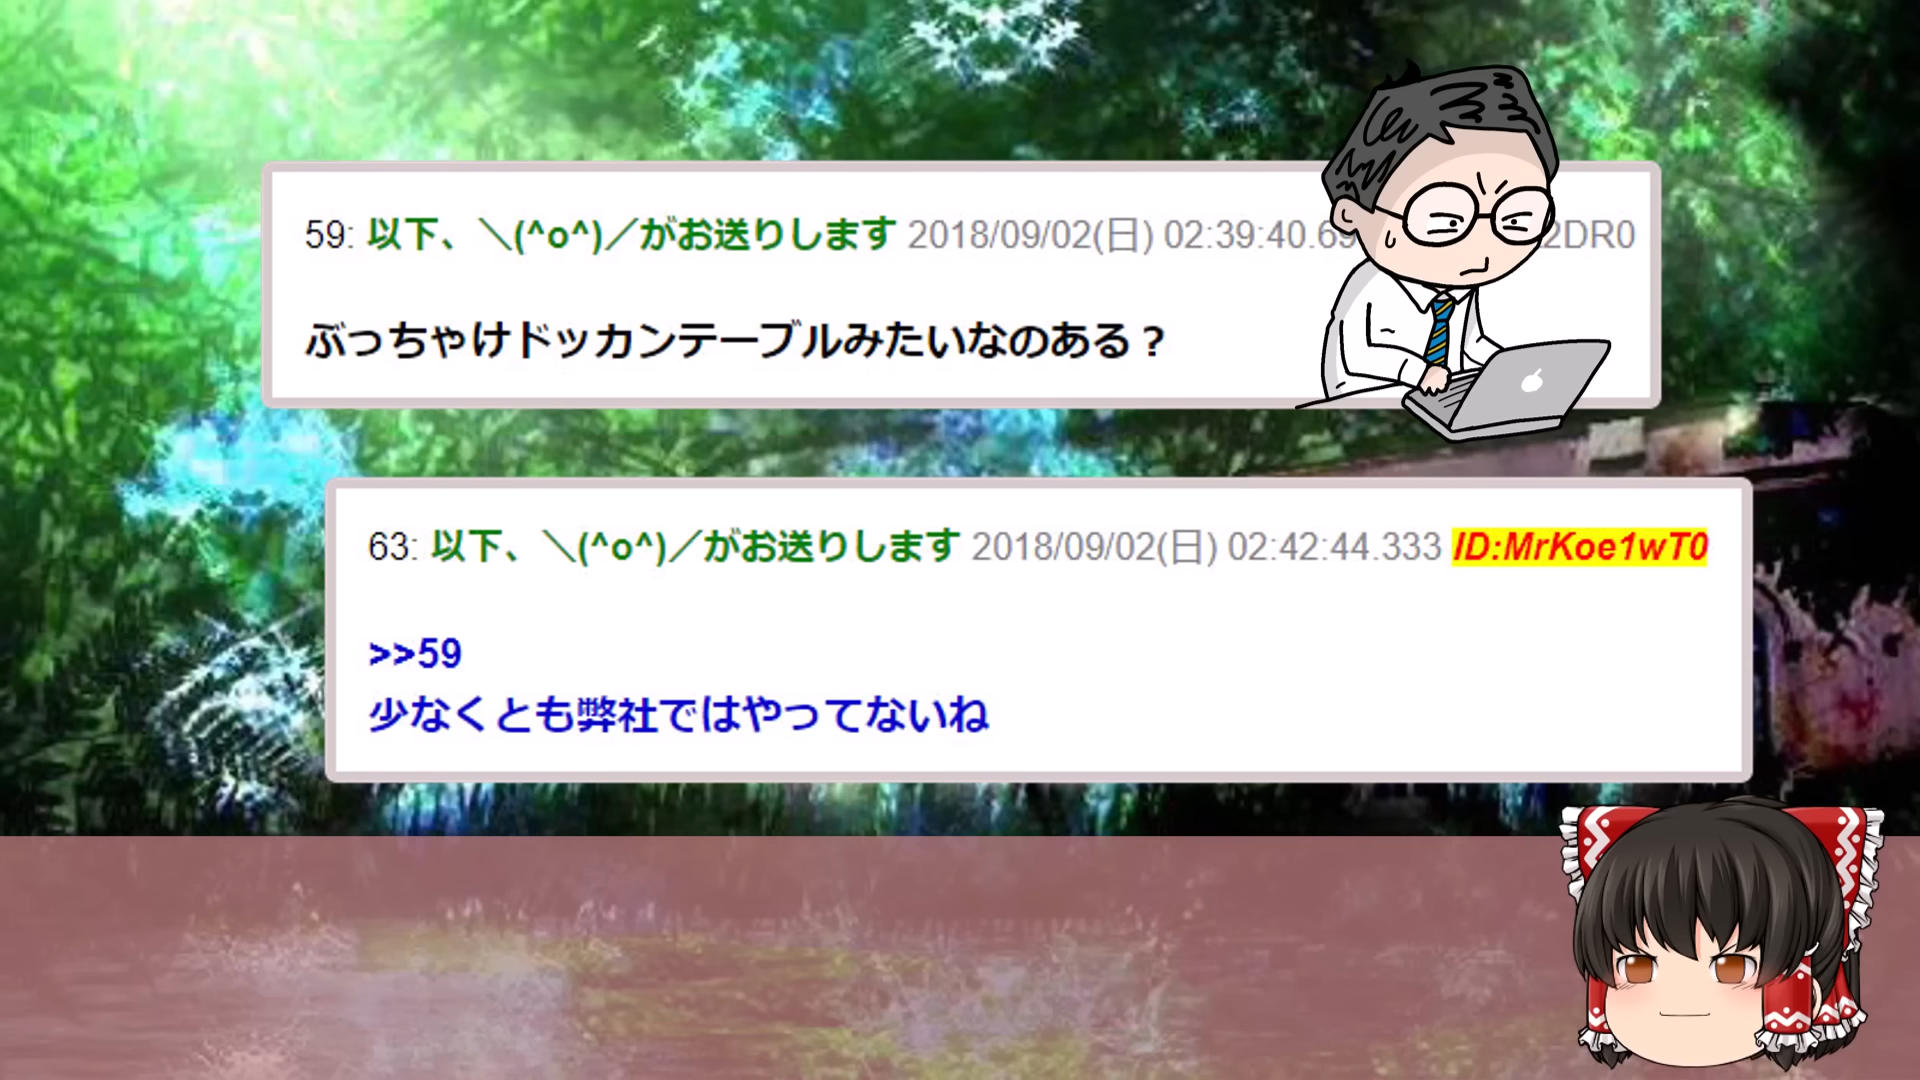 59: 以下、＼(^o^)／がお送りします 2018/09/02(日) 02:39:40.69 2DR0
ぶっちゃけドッカンテーブルみたいなのある？
63: 以下、＼(^o^)／がお送りします 2018/09/02(日) 02:42:44.333 ID:MrKoe1wT0
>>59
少なくとも弊社ではやってないね